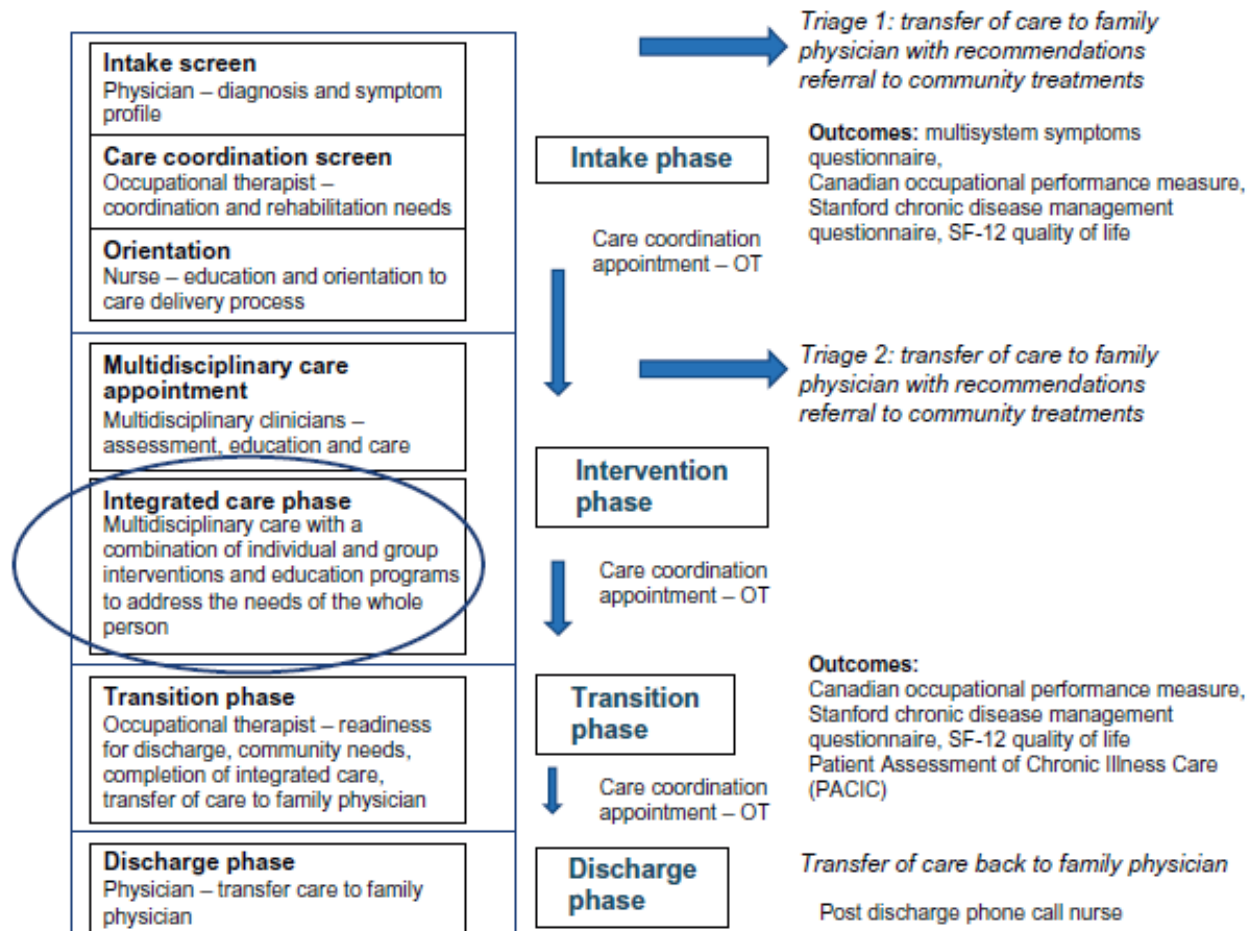 Intake screen
Physician – diagnosis and symptom
profile
Care coordination screen
Occupational therapist –
coordination and rehabilitation needs
Orientation
Nurse – education and orientation to
care delivery process
Multidisciplinary care
appointment
Multidisciplinary clinicians –
assessment, education and care
Integrated care phase
Multidisciplinary care with a
combination of individual and group
interventions and education programs
to address the needs of the whole
person
Transition phase
Occupational therapist – readiness
for discharge, community needs,
completion of integrated care,
transfer of care to family physician
Discharge phase
Physician – transfer care to family
physician
Intake phase
Care coordination
appointment – OT
Intervention
phase
Care coordination
appointment – OT
Transition
phase
Care coordination
appointment – OT
Discharge
phase
Triage 1: transfer of care to family
physician with recommendations
referral to community treatments
Outcomes: multisystem symptoms
questionnaire,
Canadian occupational performance measure,
Stanford chronic disease management
questionnaire, SF-12 quality of life
Triage 2: transfer of care to family
physician with recommendations
referral to community treatments
Outcomes:
Canadian occupational performance measure,
Stanford chronic disease management
questionnaire, SF-12 quality of life
Patient Assessment of Chronic Illness Care
(PACIC)
Transfer of care back to family physician
Post discharge phone call nurse